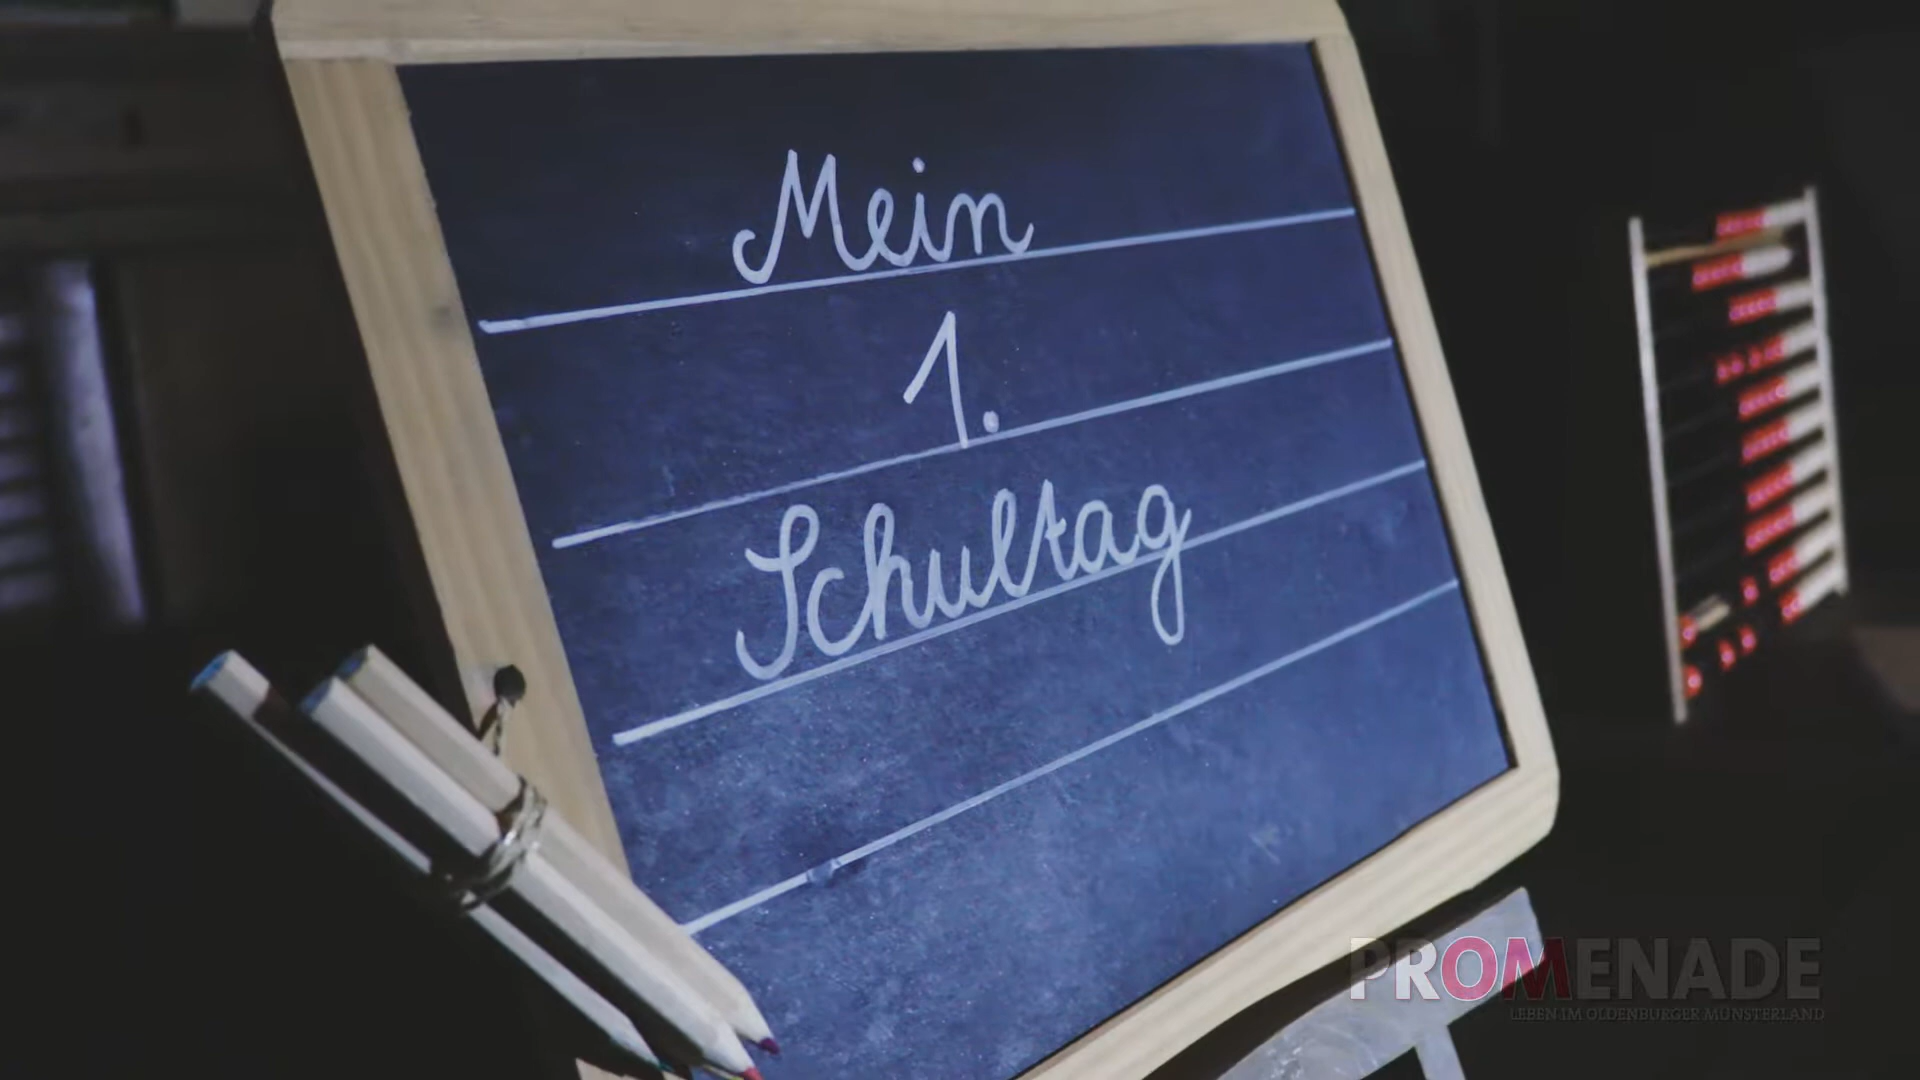 Mein
1.
Schultag
PROMENADE
LEBEN IM OLDENBURGER MÜNSTERLAND